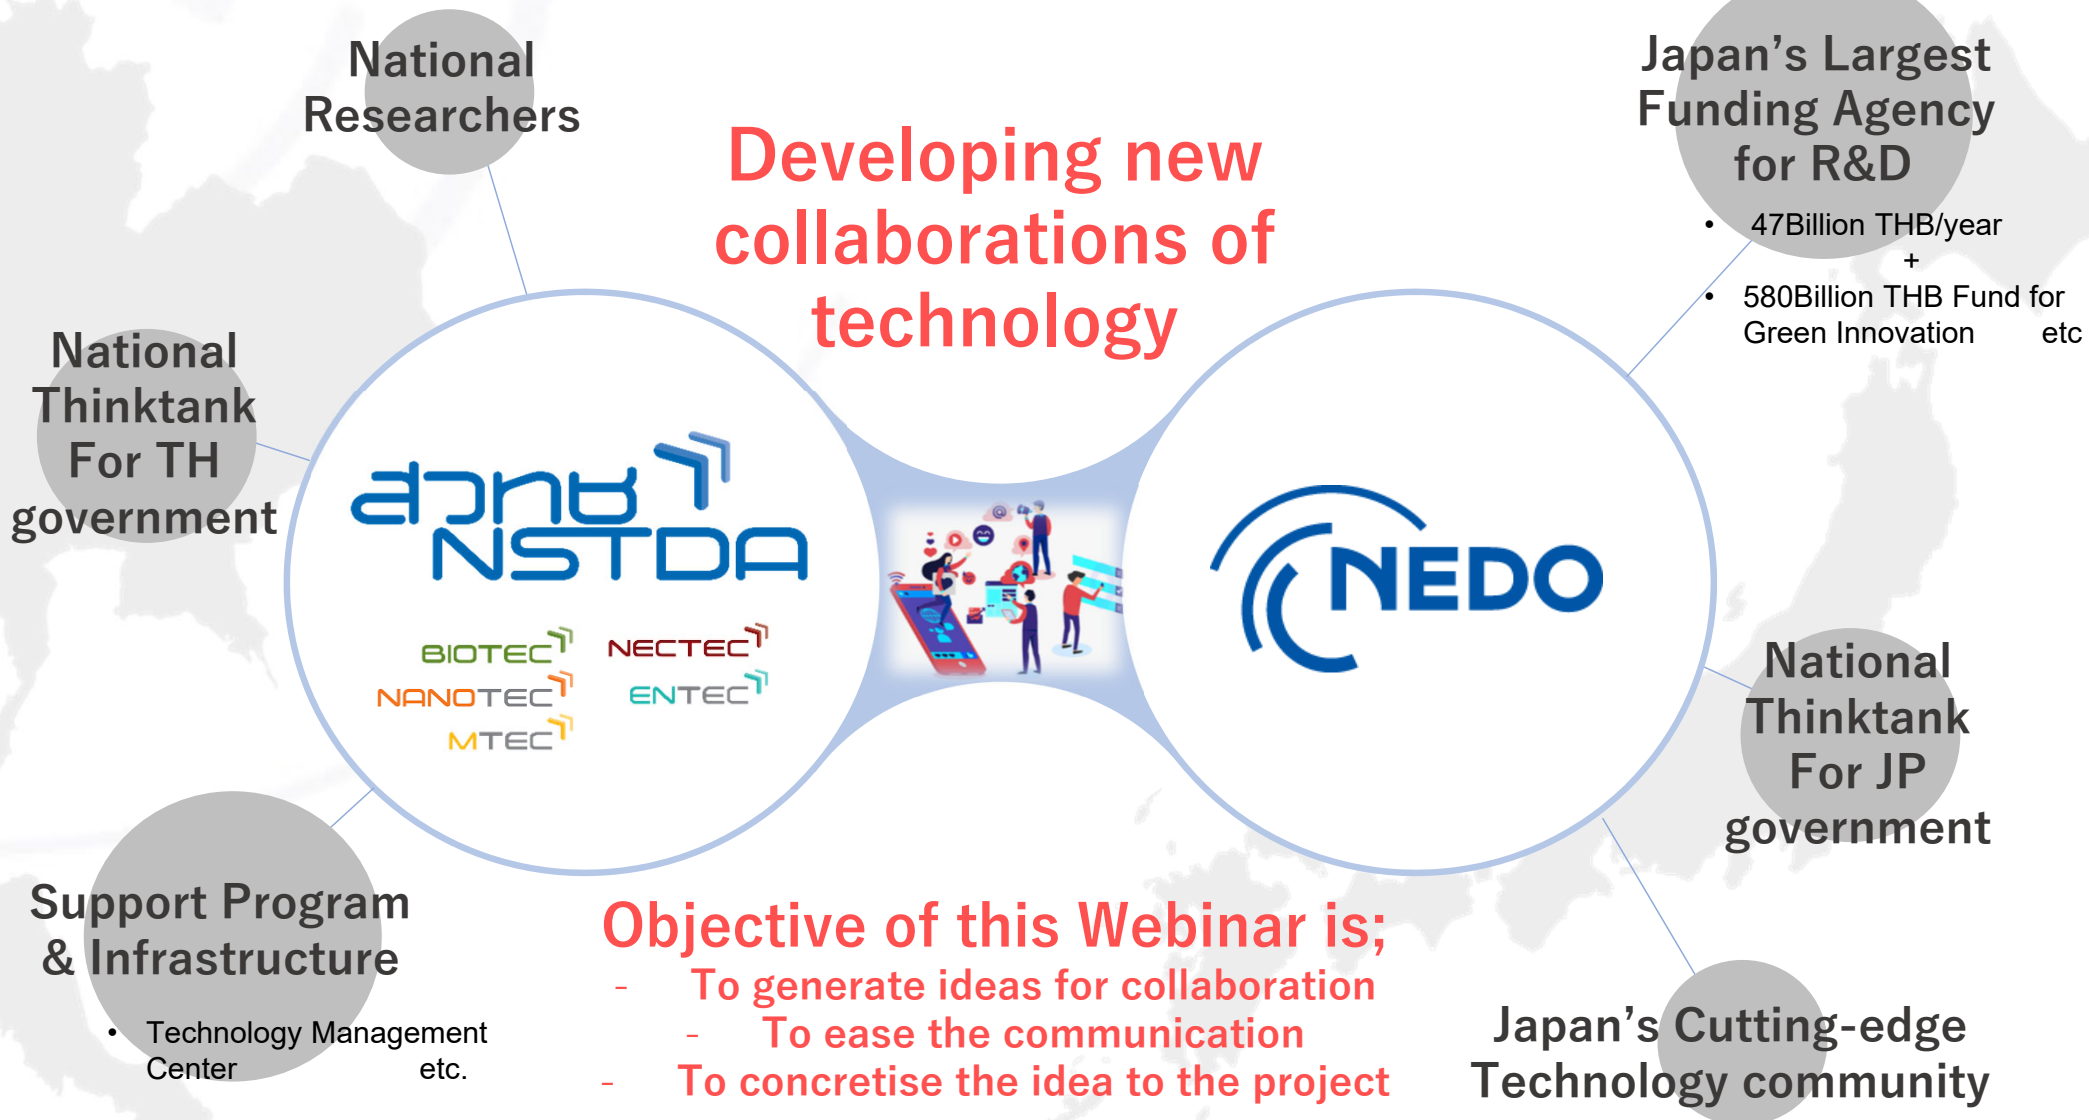 National
Researchers
Japan’s Largest
Funding Agency
for R&D
• 47Billion THB/year
+
• 580Billion THB Fund for
Green Innovation etc
Developing new
collaborations of
technology
National
Thinktank
For TH
government
สวทช
NSTDA
BIOTEC
NECTEC
NANOTEC
ENTEC
MTEC
NEDO
National
Thinktank
For JP
government
Support Program
& Infrastructure
• Technology Management
Center etc.
Objective of this Webinar is;
- To generate ideas for collaboration
- To ease the communication
- To concretise the idea to the project
Japan’s Cutting-edge
Technology community